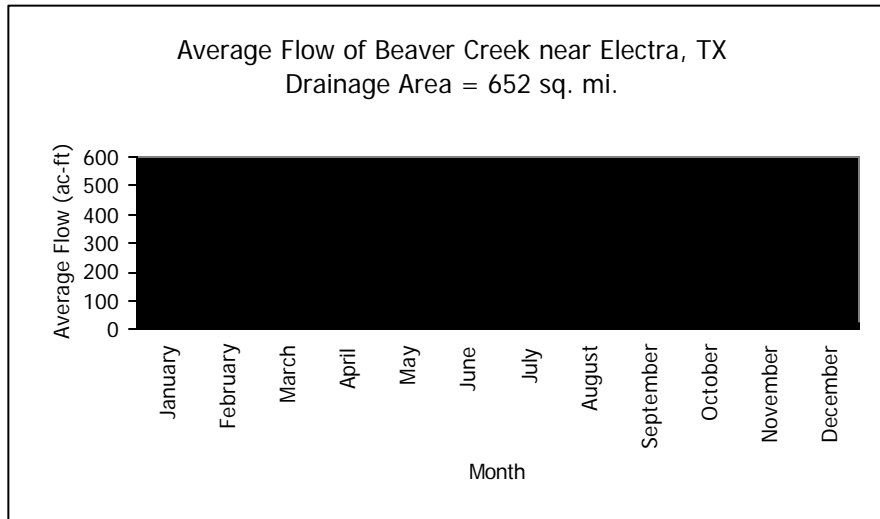 Average Flow of Beaver Creek near Electra, TX
Drainage Area = 652 sq. mi.
Average Flow (ac-ft)
600
500
400
300
200
100
0
January
February
March
April
May
June
July
August
September
October
November
December
Month